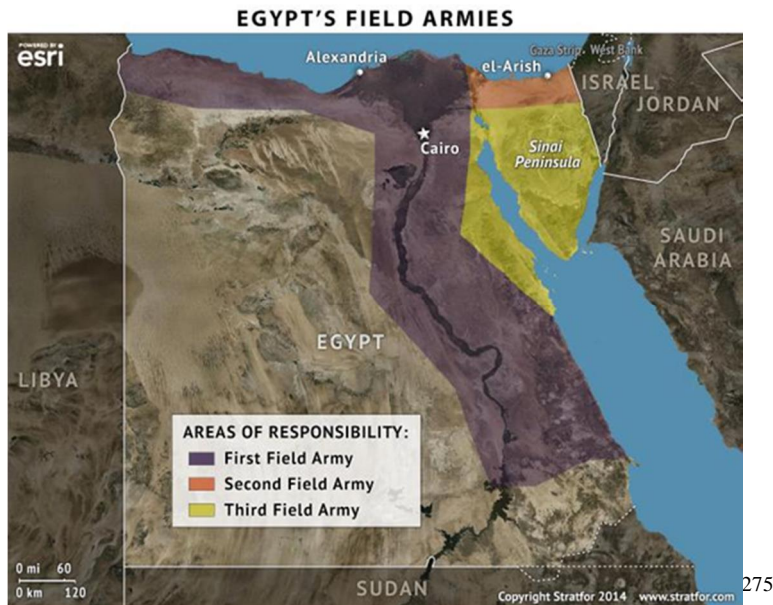 EGYPT'S FIELD ARMIES
POWERED BY
esri
Alexandria
Gaza Strip
West Bank
el-Arish
ISRAEL
JORDAN
Cairo
Sinai
Peninsula
SAUDI
ARABIA
EGYPT
LIBYA
AREAS OF RESPONSIBILITY:
First Field Army
Second Field Army
Third Field Army
0 mi 60
0 km 120
SUDAN
Copyright Stratfor 2014 www.stratfor.com
275